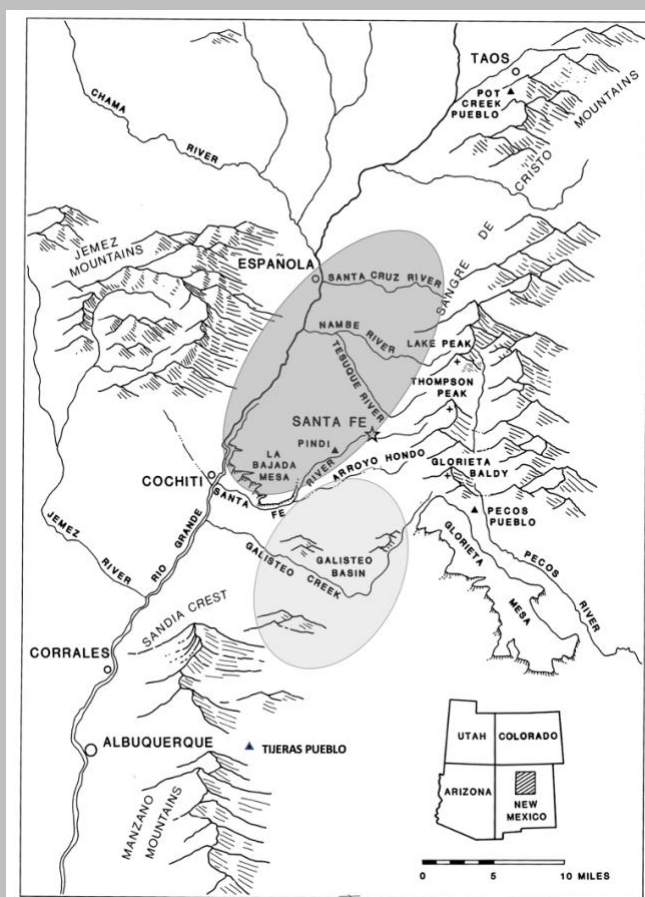 TAOS
POT
CREEK
PUEBLO
MOUNTAINS
CRISTO
CHAMA
RIVER
SANGRE DE
JEMEZ
MOUNTAINS
ESPAÑOLA
SANTA CRUZ RIVER
NAMBE RIVER
LAKE PEAK
TESUQUE RIVER
THOMPSON
PEAK
SANTA FE
PINDI
LA
BAJADA
MESA
SANTA FE RIVER
ARROYO HONDO
GLORIETA
BALDY
COCHITI
PECOS
PUEBLO
JEMEZ
RIVER
RIO GRANDE
GALISTEO CREEK
GALISTEO
BASIN
GLORIETA
MESA
PECOS
RIVER
SANDIA CREST
CORRALES
ALBUQUERQUE
TIJERAS PUEBLO
MANZANO
MOUNTAINS
UTAH
COLORADO
ARIZONA
NEW
MEXICO
0 5 10 MILES